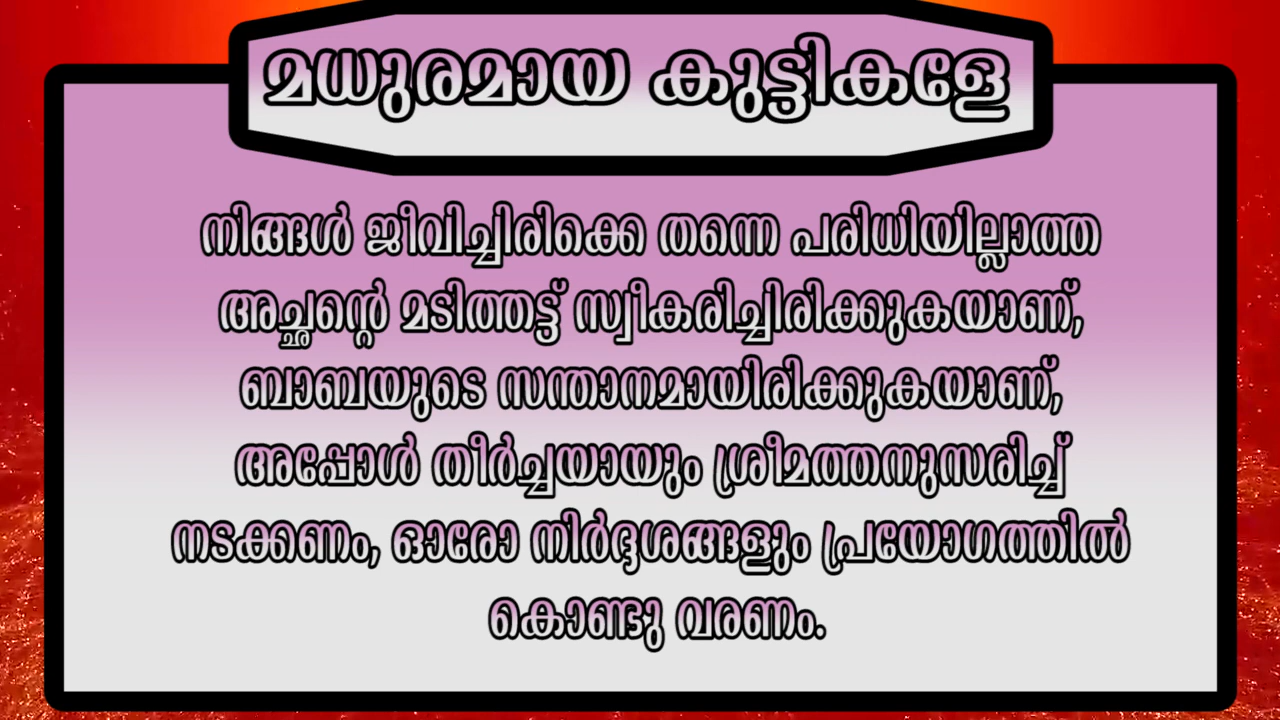 മധുരമായ കുട്ടികളേ
നിങ്ങൾ ജീവിച്ചിരിക്കെ തന്നെ പരിധിയില്ലാത്ത
അച്ഛന്റെ മടിത്തട്ട് സ്വീകരിച്ചിരിക്കുകയാണ്,
ബാബയുടെ സന്താനമായിരിക്കുകയാണ്,
അപ്പോൾ തീർച്ചയായും ശ്രീമത്തനുസരിച്ച്
നടക്കണം, ഓരോ നിർദ്ദശങ്ങളും പ്രയോഗത്തിൽ
കൊണ്ടു വരണം.